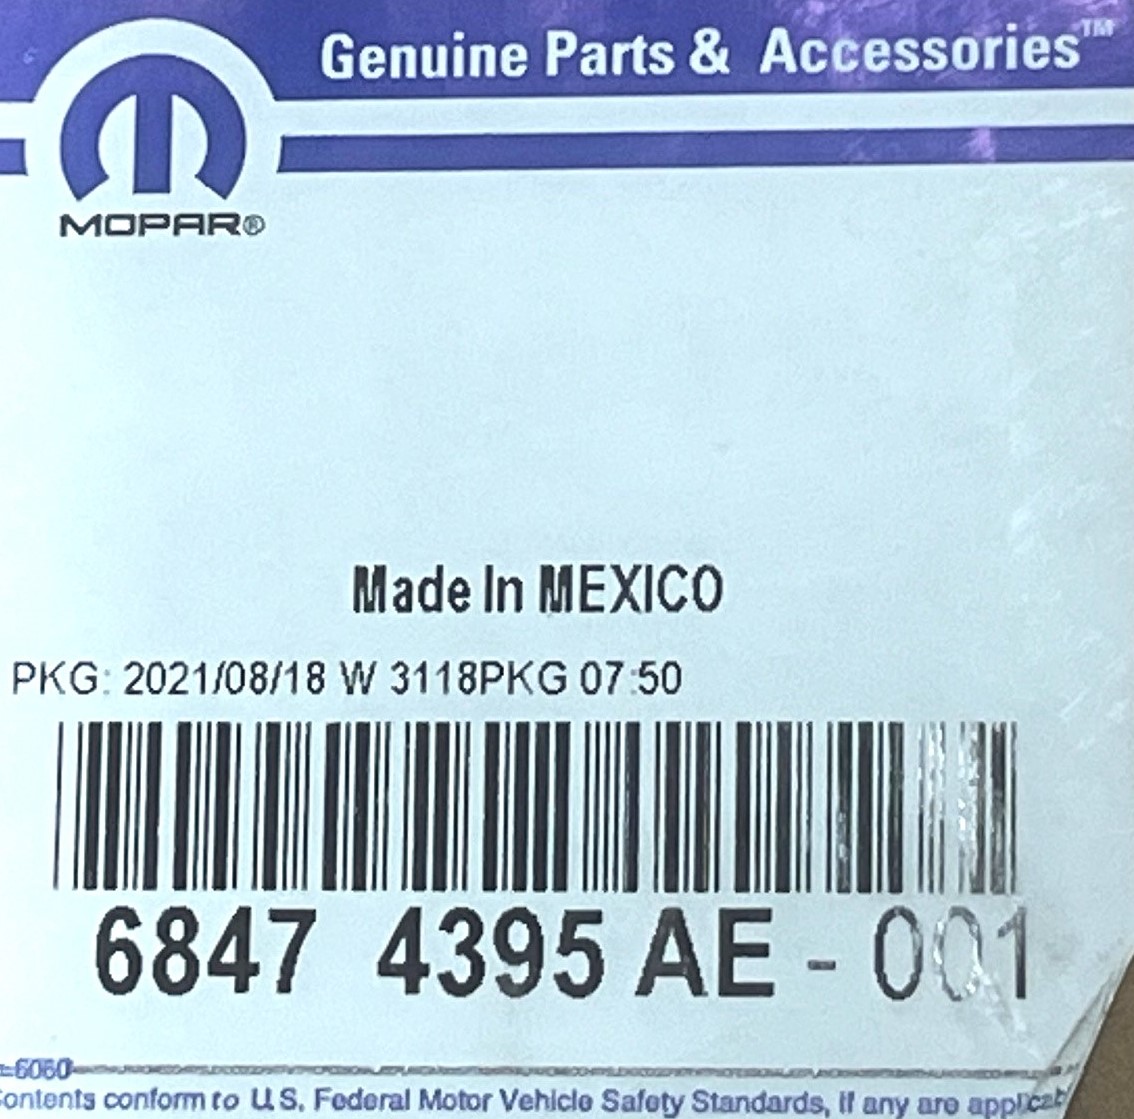 Genuine Parts & Accessories™
MOPAR®
Made In MEXICO
PKG: 2021/08/18 W 3118PKG 07:50
6847 4395 AE - 001
6060
contents conform to U.S. Federal Motor Vehicle Safety Standards, if any are